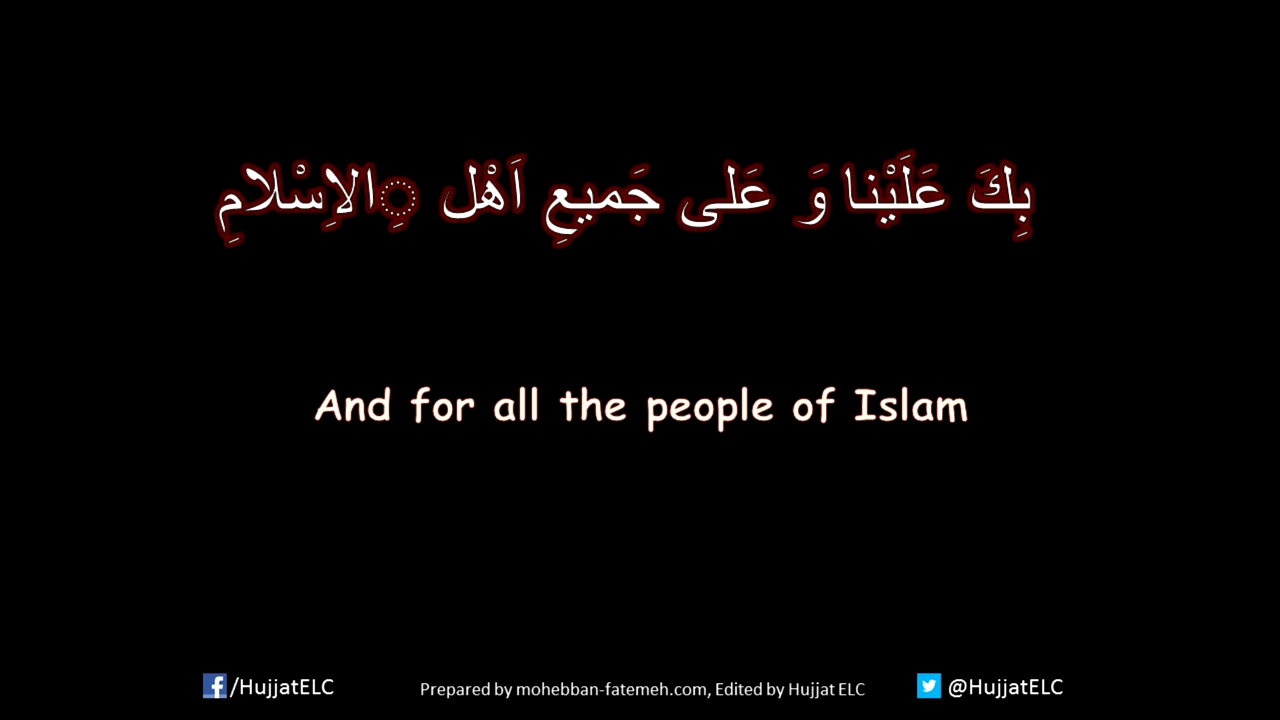 بِكَ عَلَيْنا وَ عَلى جَميعِ اَهْل ِالاِسْلامِ
And for all the people of Islam
/HujjatELC
Prepared by mohebban-fatemeh.com, Edited by Hujjat ELC
@HujjatELC